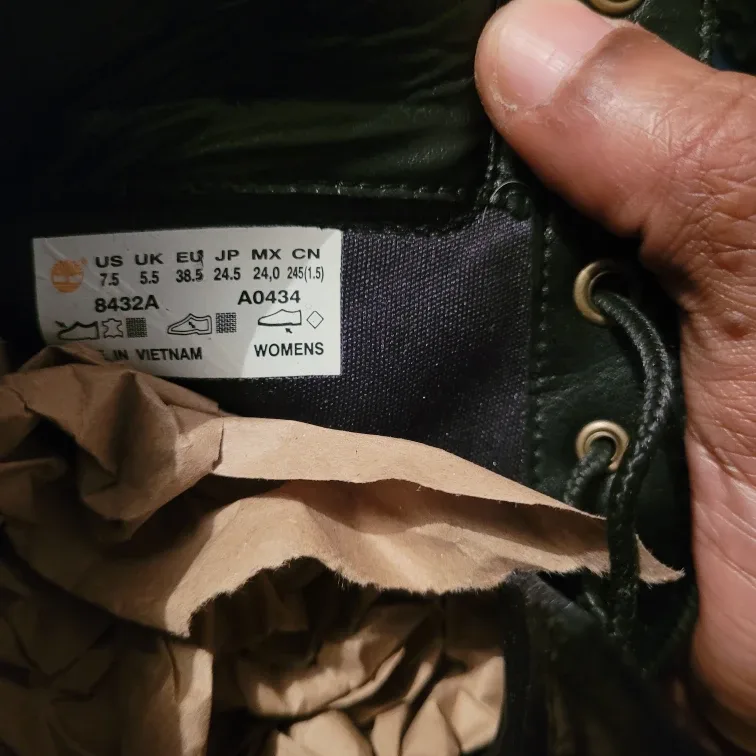 US UK EU JP MX CN
7.5 5.5 38.5 24.5 24,0 245(1.5)
8432A A0434
IN VIETNAM WOMENS